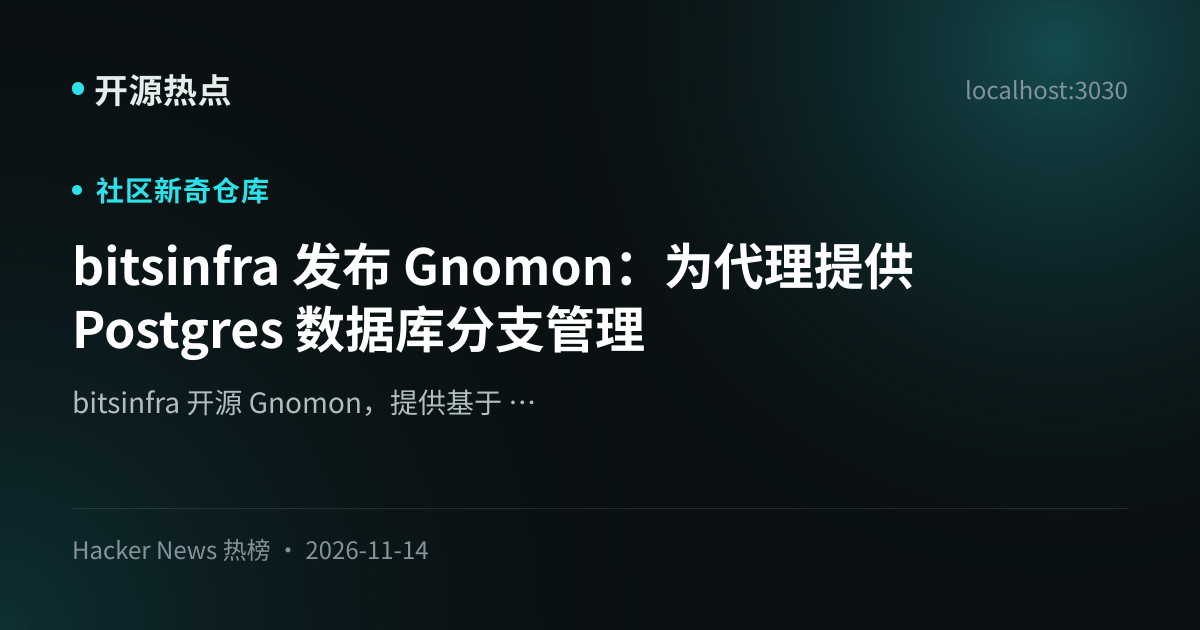 开源热点
localhost:3030
社区新奇仓库
bitsinfra 发布 Gnomon：为代理提供
Postgres 数据库分支管理
bitsinfra 开源 Gnomon，提供基于 …
Hacker News 热榜 · 2026-11-14